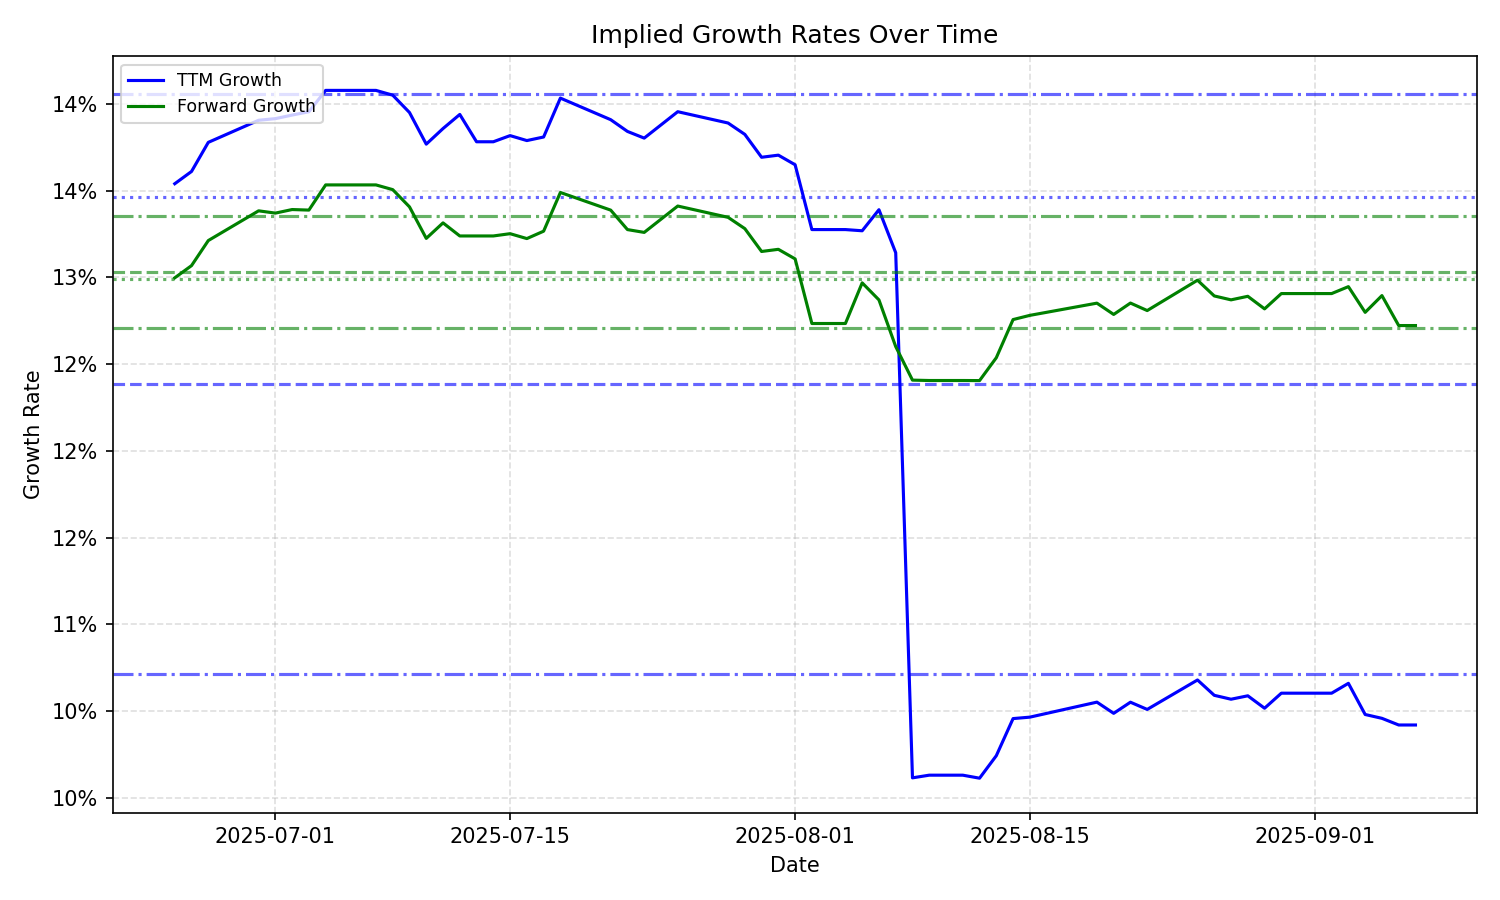 Implied Growth Rates Over Time
TTM Growth
Forward Growth
14%
14%
13%
12%
12%
12%
11%
10%
10%
Growth Rate
2025-07-01
2025-07-15
2025-08-01
2025-08-15
2025-09-01
Date